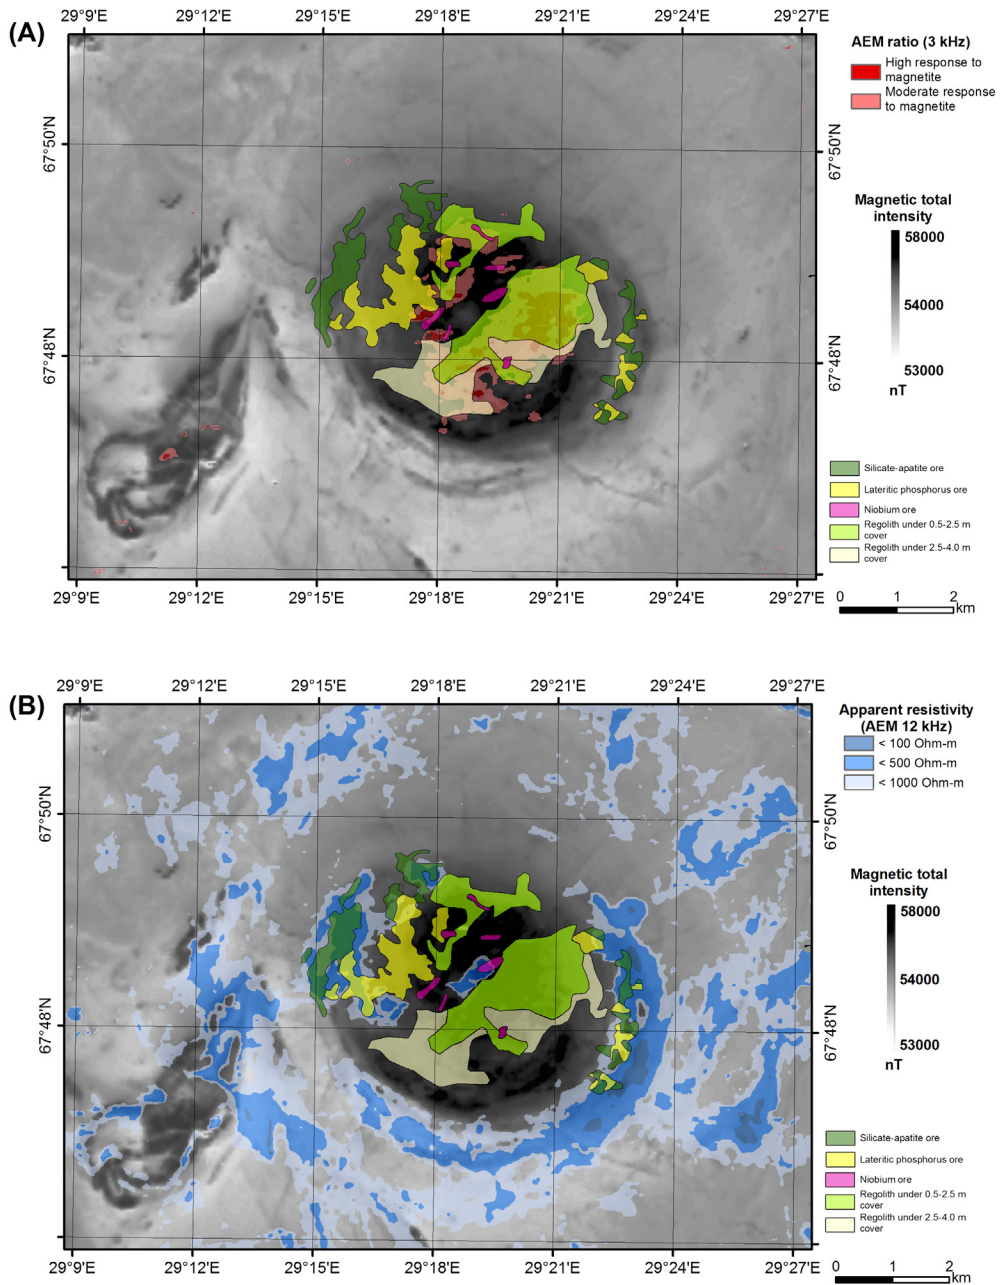 (A)
29°9'E 29°12'E 29°15'E 29°18'E 29°21'E 29°24'E 29°27'E
67°50'N
67°48'N
67°50'N
67°48'N
29°9'E 29°12'E 29°15'E 29°18'E 29°21'E 29°24'E 29°27'E
AEM ratio (3 kHz)
High response to
magnetite
Moderate response
to magnetite
Magnetic total
intensity
58000
54000
53000
nT
Silicate-apatite ore
Lateritic phosphorus ore
Niobium ore
Regolith under 0.5-2.5 m
cover
Regolith under 2.5-4.0 m
cover
0 1 2
km
(B)
29°9'E 29°12'E 29°15'E 29°18'E 29°21'E 29°24'E 29°27'E
67°50'N
67°48'N
67°50'N
67°48'N
29°9'E 29°12'E 29°15'E 29°18'E 29°21'E 29°24'E 29°27'E
Apparent resistivity
(AEM 12 kHz)
< 100 Ohm-m
< 500 Ohm-m
< 1000 Ohm-m
Magnetic total
intensity
58000
54000
53000
nT
Silicate-apatite ore
Lateritic phosphorus ore
Niobium ore
Regolith under 0.5-2.5 m
cover
Regolith under 2.5-4.0 m
cover
0 1 2
km